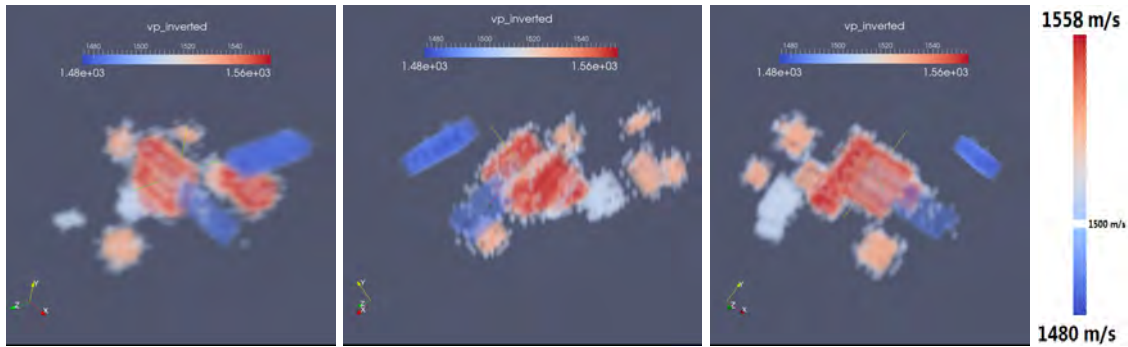 vp_inverted
1480 1500 1520 1540
1.48e+03 1.56e+03
Y
Z
X
vp_inverted
1480 1500 1520 1540
1.48e+03 1.56e+03
Y
Z
X
vp_inverted
1480 1500 1520 1540
1.48e+03 1.56e+03
Y
Z
X
1558 m/s
1500 m/s
1480 m/s